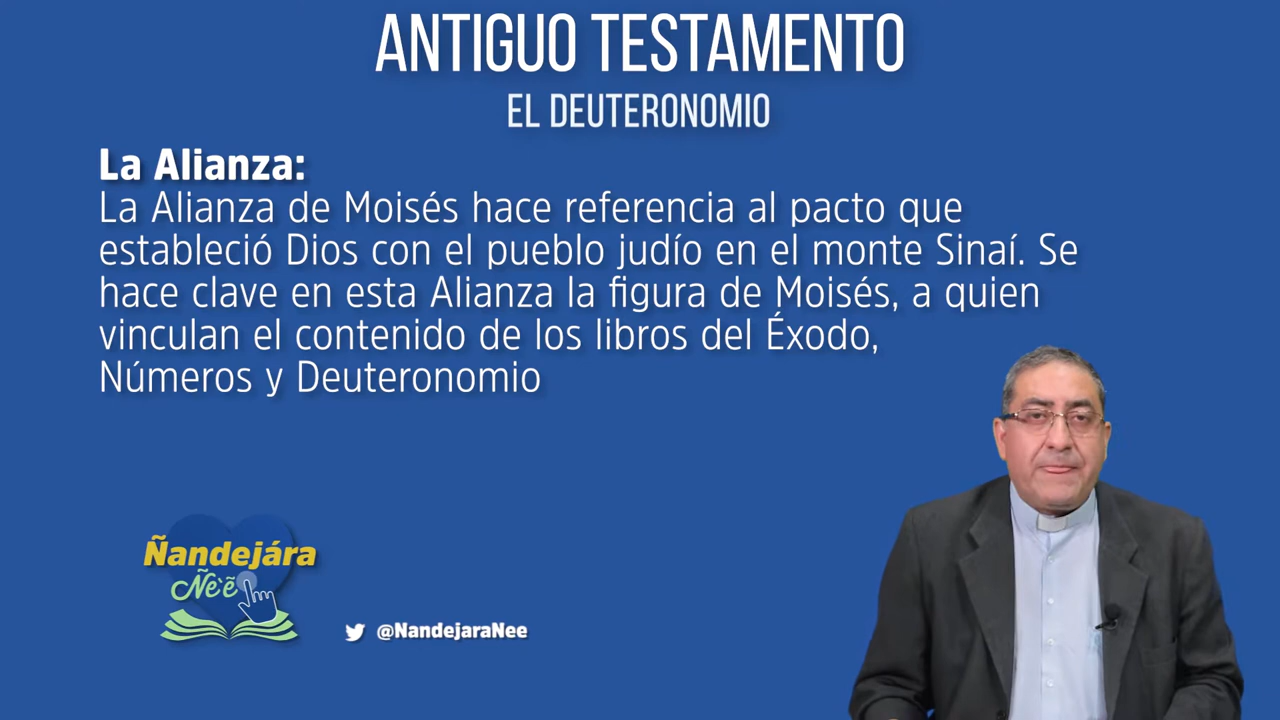 ANTIGUO TESTAMENTO
EL DEUTERONOMIO
La Alianza:
La Alianza de Moisés hace referencia al pacto que
estableció Dios con el pueblo judío en el monte Sinaí. Se
hace clave en esta Alianza la figura de Moisés, a quien
vinculan el contenido de los libros del Éxodo,
Números y Deuteronomio
Ñandejára
Ñe'ẽ
@NandejaraNee